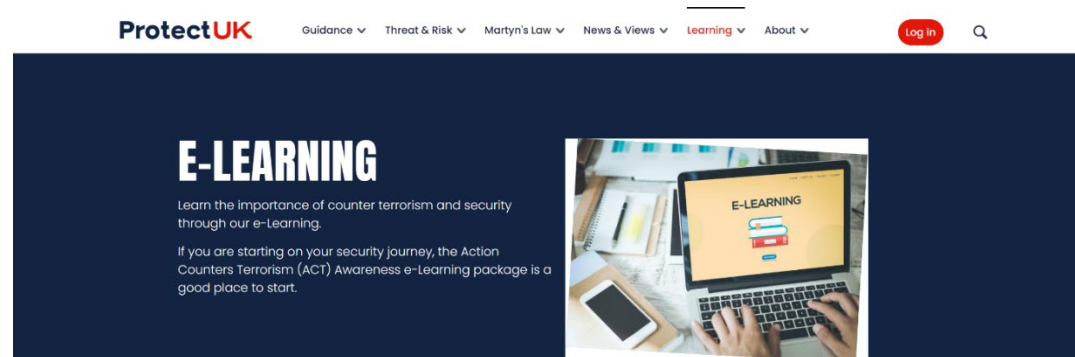 ProtectUK
Guidance Threat & Risk Martyn's Law News & Views Learning About Log in
E-LEARNING
Learn the importance of counter terrorism and security
through our e-Learning.
If you are starting on your security journey, the Action
Counters Terrorism (ACT) Awareness e-Learning package is a
good place to start.
E-LEARNING